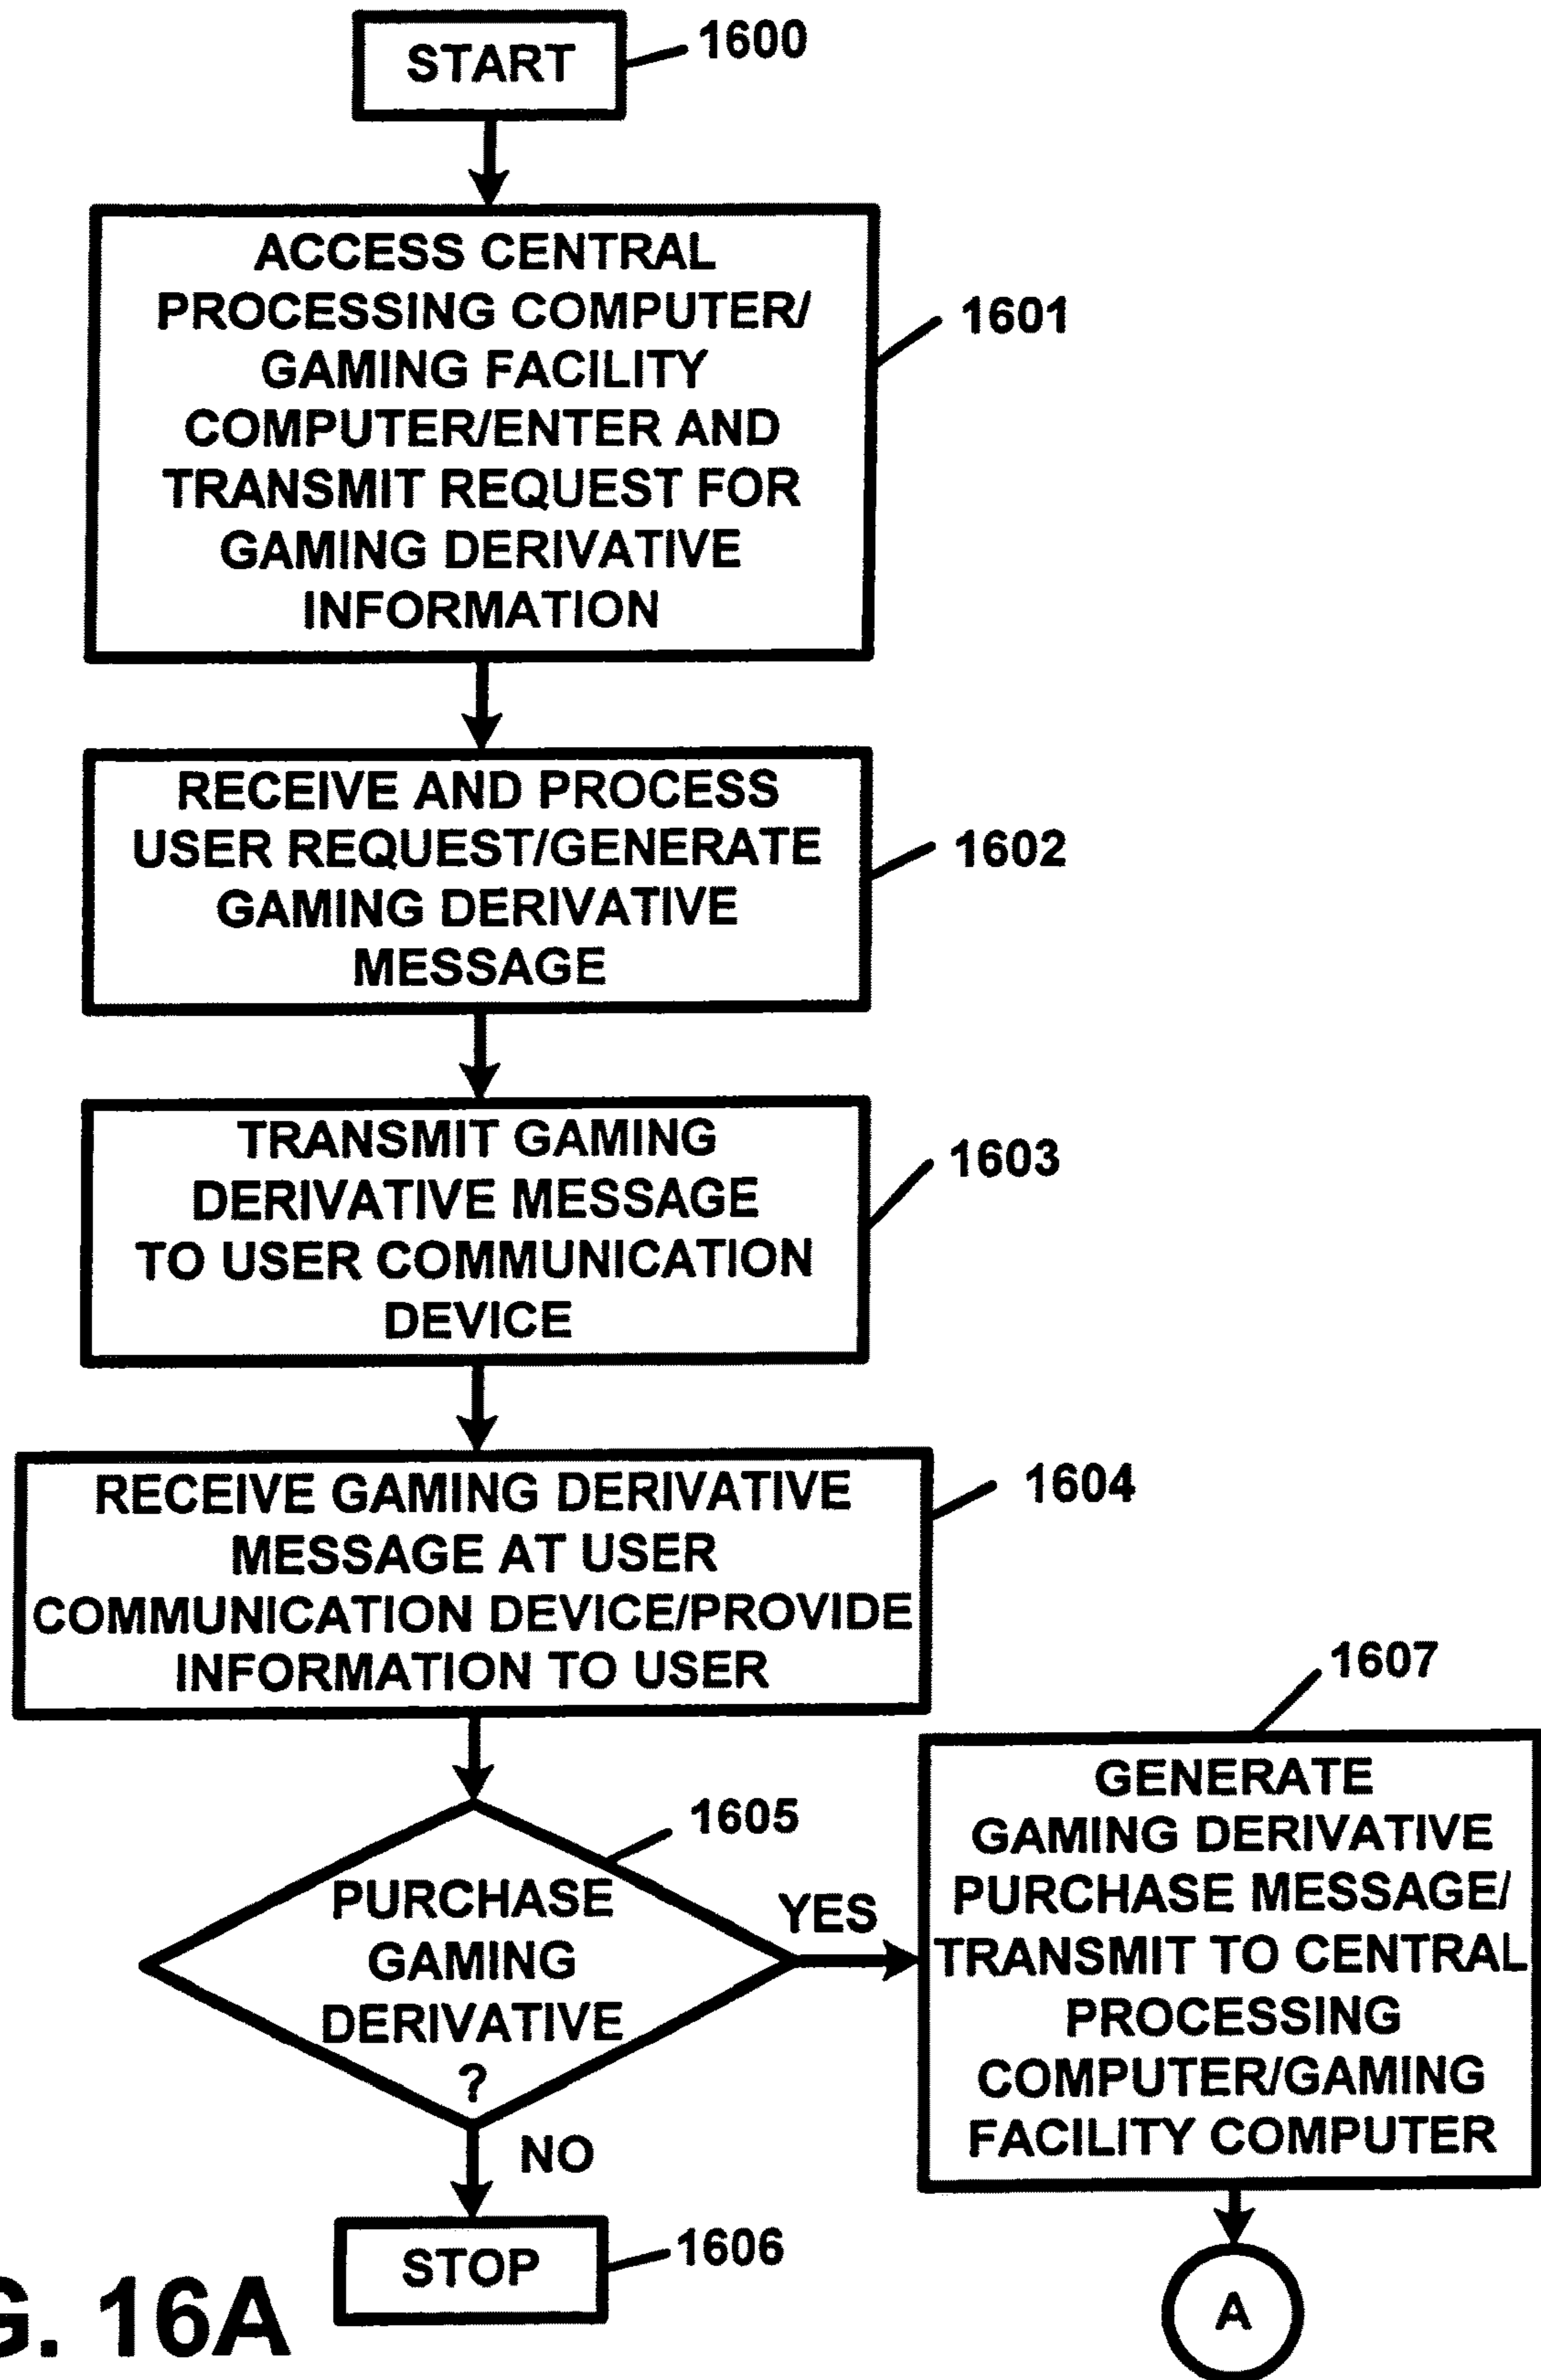 START
1600
ACCESS CENTRAL
PROCESSING COMPUTER/
GAMING FACILITY
COMPUTER/ENTER AND
TRANSMIT REQUEST FOR
GAMING DERIVATIVE
INFORMATION
1601
RECEIVE AND PROCESS
USER REQUEST/GENERATE
GAMING DERIVATIVE
MESSAGE
1602
TRANSMIT GAMING
DERIVATIVE MESSAGE
TO USER COMMUNICATION
DEVICE
1603
RECEIVE GAMING DERIVATIVE
MESSAGE AT USER
COMMUNICATION DEVICE/PROVIDE
INFORMATION TO USER
1604
PURCHASE
GAMING
DERIVATIVE
?
1605
YES
NO
1607
GENERATE
GAMING DERIVATIVE
PURCHASE MESSAGE/
TRANSMIT TO CENTRAL
PROCESSING
COMPUTER/GAMING
FACILITY COMPUTER
STOP
1606
A
G. 16A